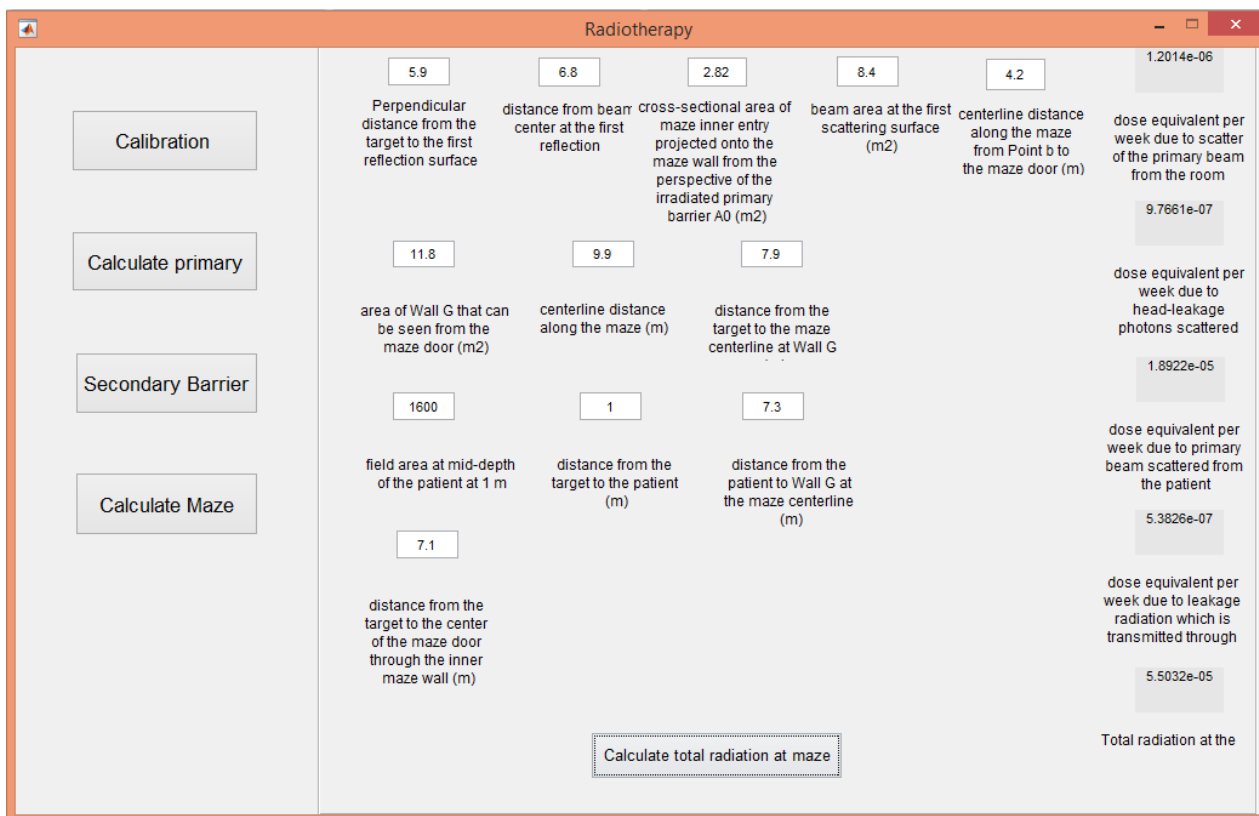 Radiotherapy
Calibration
Calculate primary
Secondary Barrier
Calculate Maze
5.9
Perpendicular
distance from the
target to the first
reflection surface
6.8
distance from beam
center at the first
reflection
2.82
cross-sectional area of
maze inner entry
projected onto the
maze wall from the
perspective of the
irradiated primary
barrier A0 (m2)
8.4
beam area at the first
scattering surface
(m2)
4.2
centerline distance
along the maze
from Point b to
the maze door (m)
11.8
area of Wall G that can
be seen from the
maze door (m2)
9.9
centerline distance
along the maze (m)
7.9
distance from the
target to the maze
centerline at Wall G
1600
field area at mid-depth
of the patient at 1 m
1
distance from the
target to the patient
(m)
7.3
distance from the
patient to Wall G at
the maze centerline
(m)
7.1
distance from the
target to the center
of the maze door
through the inner
maze wall (m)
Calculate total radiation at maze
1.2014e-06
dose equivalent per
week due to scatter
of the primary beam
from the room
9.7661e-07
dose equivalent per
week due to
head-leakage
photons scattered
1.8922e-05
dose equivalent per
week due to primary
beam scattered from
the patient
5.3826e-07
dose equivalent per
week due to leakage
radiation which is
transmitted through
5.5032e-05
Total radiation at the